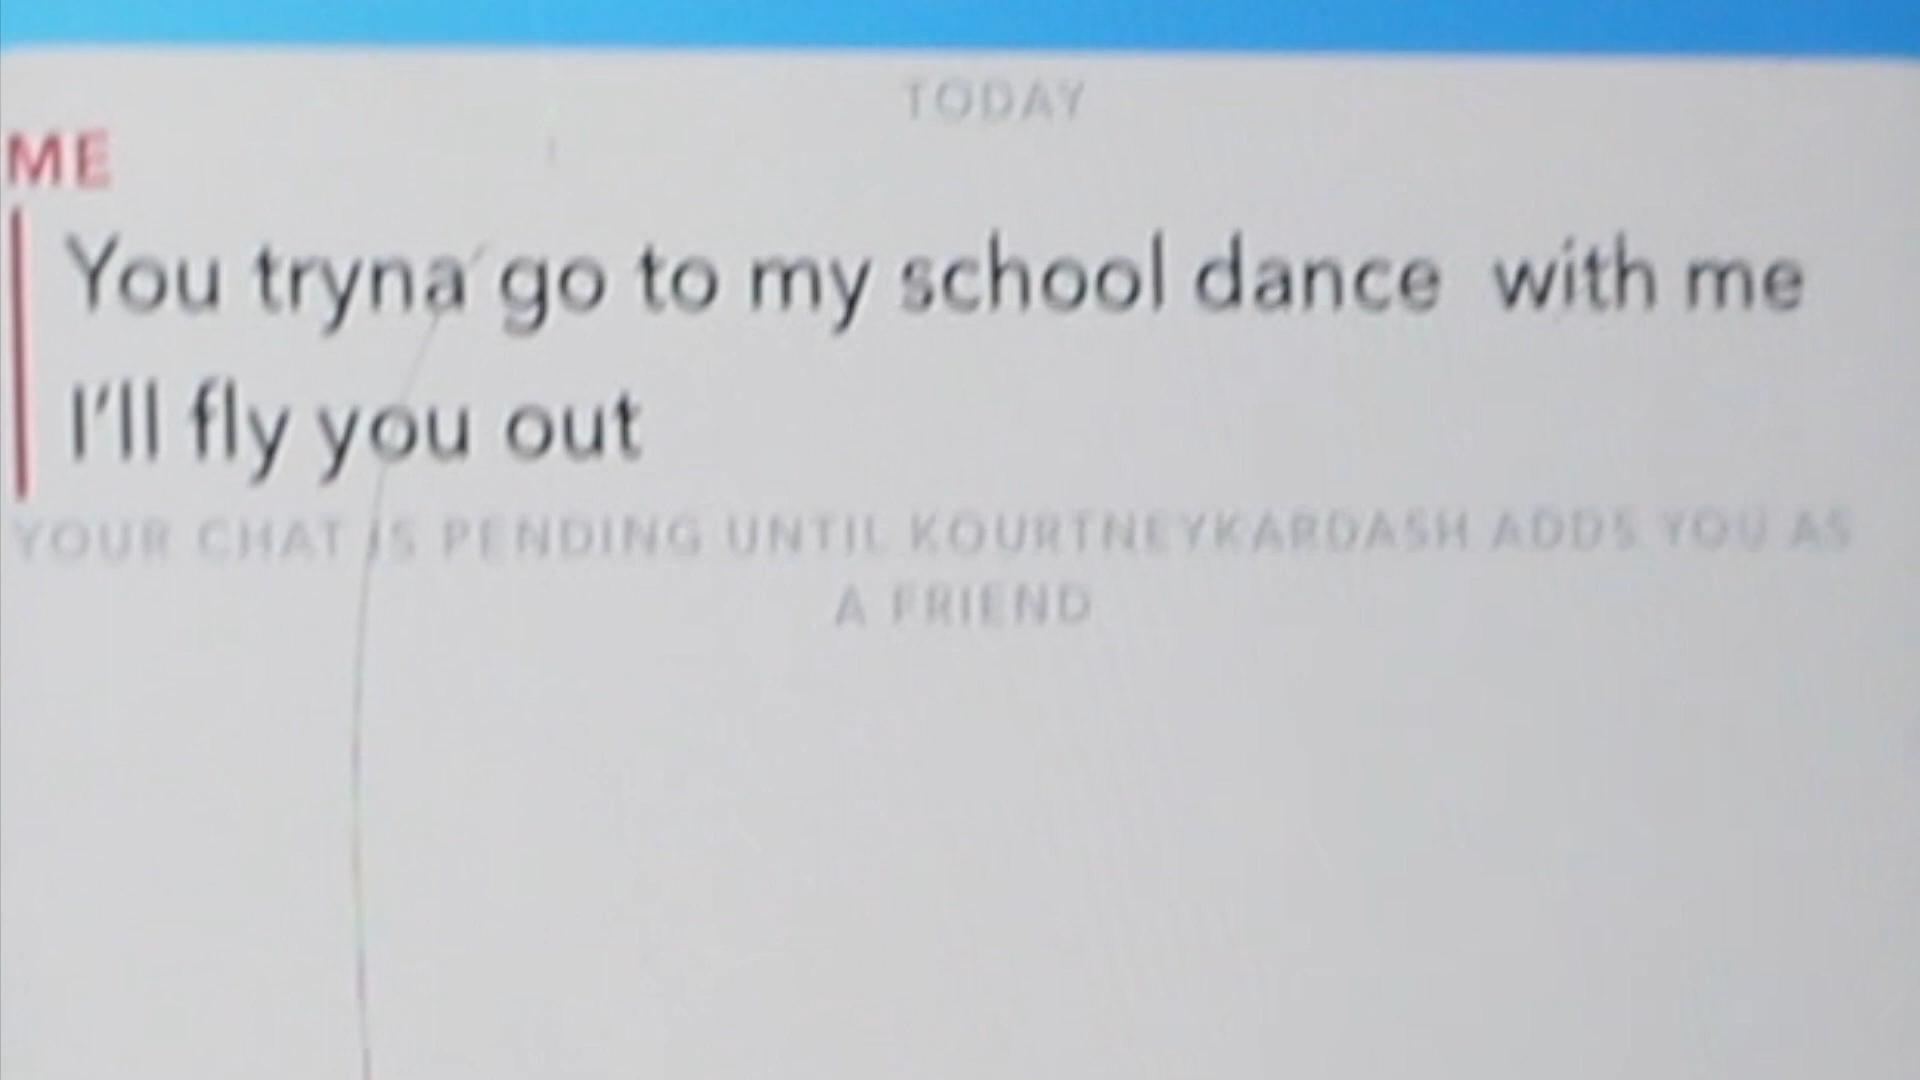 TODAY
ME
You tryna go to my school dance  with me
I'll fly you out
YOUR CHAT IS PENDING UNTIL KOURTNEYKARDASH ADDS YOU AS
A FRIEND